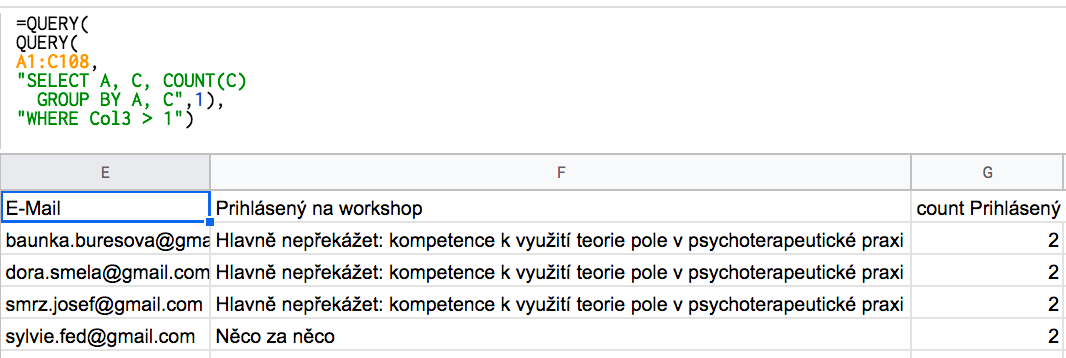 =QUERY(
QUERY(
A1:C108,
"SELECT A, C, COUNT(C)
GROUP BY A, C",1),
"WHERE Col3 > 1")
E F G
E-Mail Prihlásený na workshop count Prihlásený
baunka.buresova@gma Hlavně nepřekážet: kompetence k využití teorie pole v psychoterapeutické praxi 2
dora.smela@gmail.com Hlavně nepřekážet: kompetence k využití teorie pole v psychoterapeutické praxi 2
smrz.josef@gmail.com Hlavně nepřekážet: kompetence k využití teorie pole v psychoterapeutické praxi 2
sylvie.fed@gmail.com Něco za něco 2